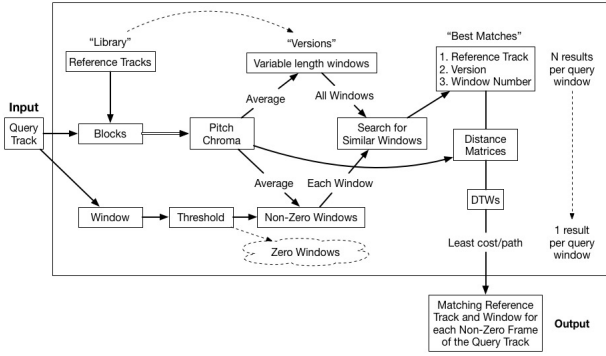 “Library”
Reference Tracks
“Versions”
Variable length windows
“Best Matches”
1. Reference Track
2. Version
3. Window Number
N results
per query
window
Average
All Windows
Input
Query
Track
Blocks
Pitch
Chroma
Search for
Similar Windows
Distance
Matrices
Average
Each Window
DTWs
Window
Threshold
Non-Zero Windows
Zero Windows
Least cost/path
1 result
per query
window
Matching Reference
Track and Window for
each Non-Zero Frame
of the Query Track
Output